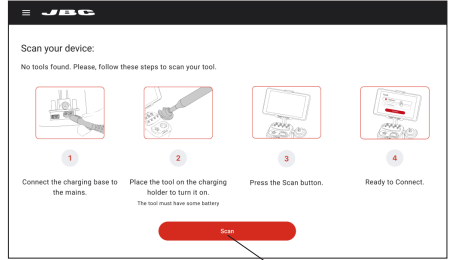 JBC
Scan your device:
No tools found. Please, follow these steps to scan your tool.
1
2
3
4
Connect the charging base to
the mains.
Place the tool on the charging
holder to turn it on.
The tool must have some battery
Press the Scan button.
Ready to Connect.
Scan